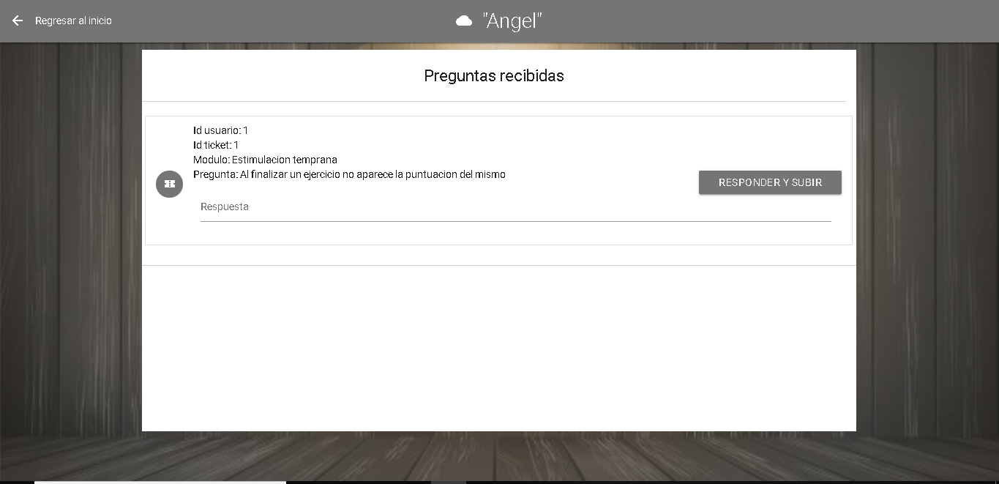 Regresar al inicio
"Angel"
Preguntas recibidas
Id usuario: 1
Id ticket: 1
Modulo: Estimulacion temprana
Pregunta: Al finalizar un ejercicio no aparece la puntuacion del mismo
RESPONDER Y SUBIR
Respuesta